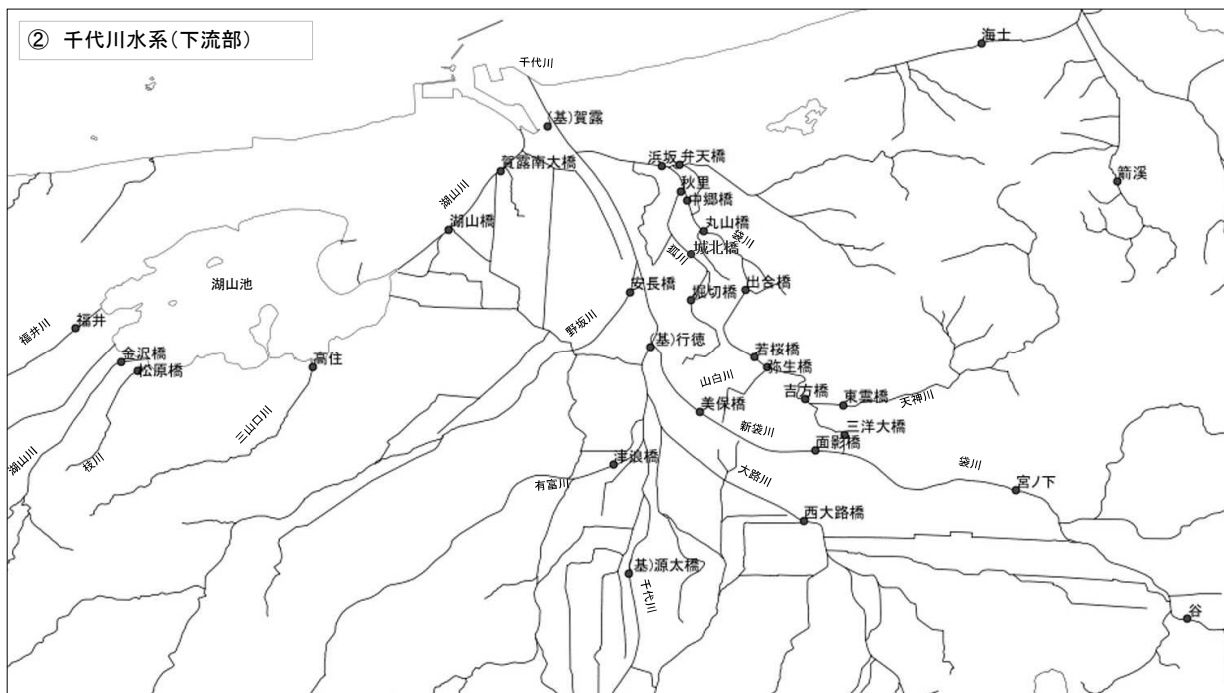 ② 千代川水系(下流部)
千代川
海士
(基)賀露
賀露南大橋
浜坂
弁天橋
箭溪
秋里
中郷橋
湖山川
湖山橋
丸山橋
袋川
狐川
城北橋
湖山池
安長橋
堀切橋
出合橋
福井川
福井
野坂川
(基)行徳
若桜橋
弥生橋
金沢橋
松原橋
高住
山白川
吉方橋
東雲橋
天神川
美保橋
三山口川
新袋川
三洋大橋
面影橋
湖山川
枝川
津浪橋
有富川
大路川
袋川
宮ノ下
西大路橋
基)源太橋
千代川
谷